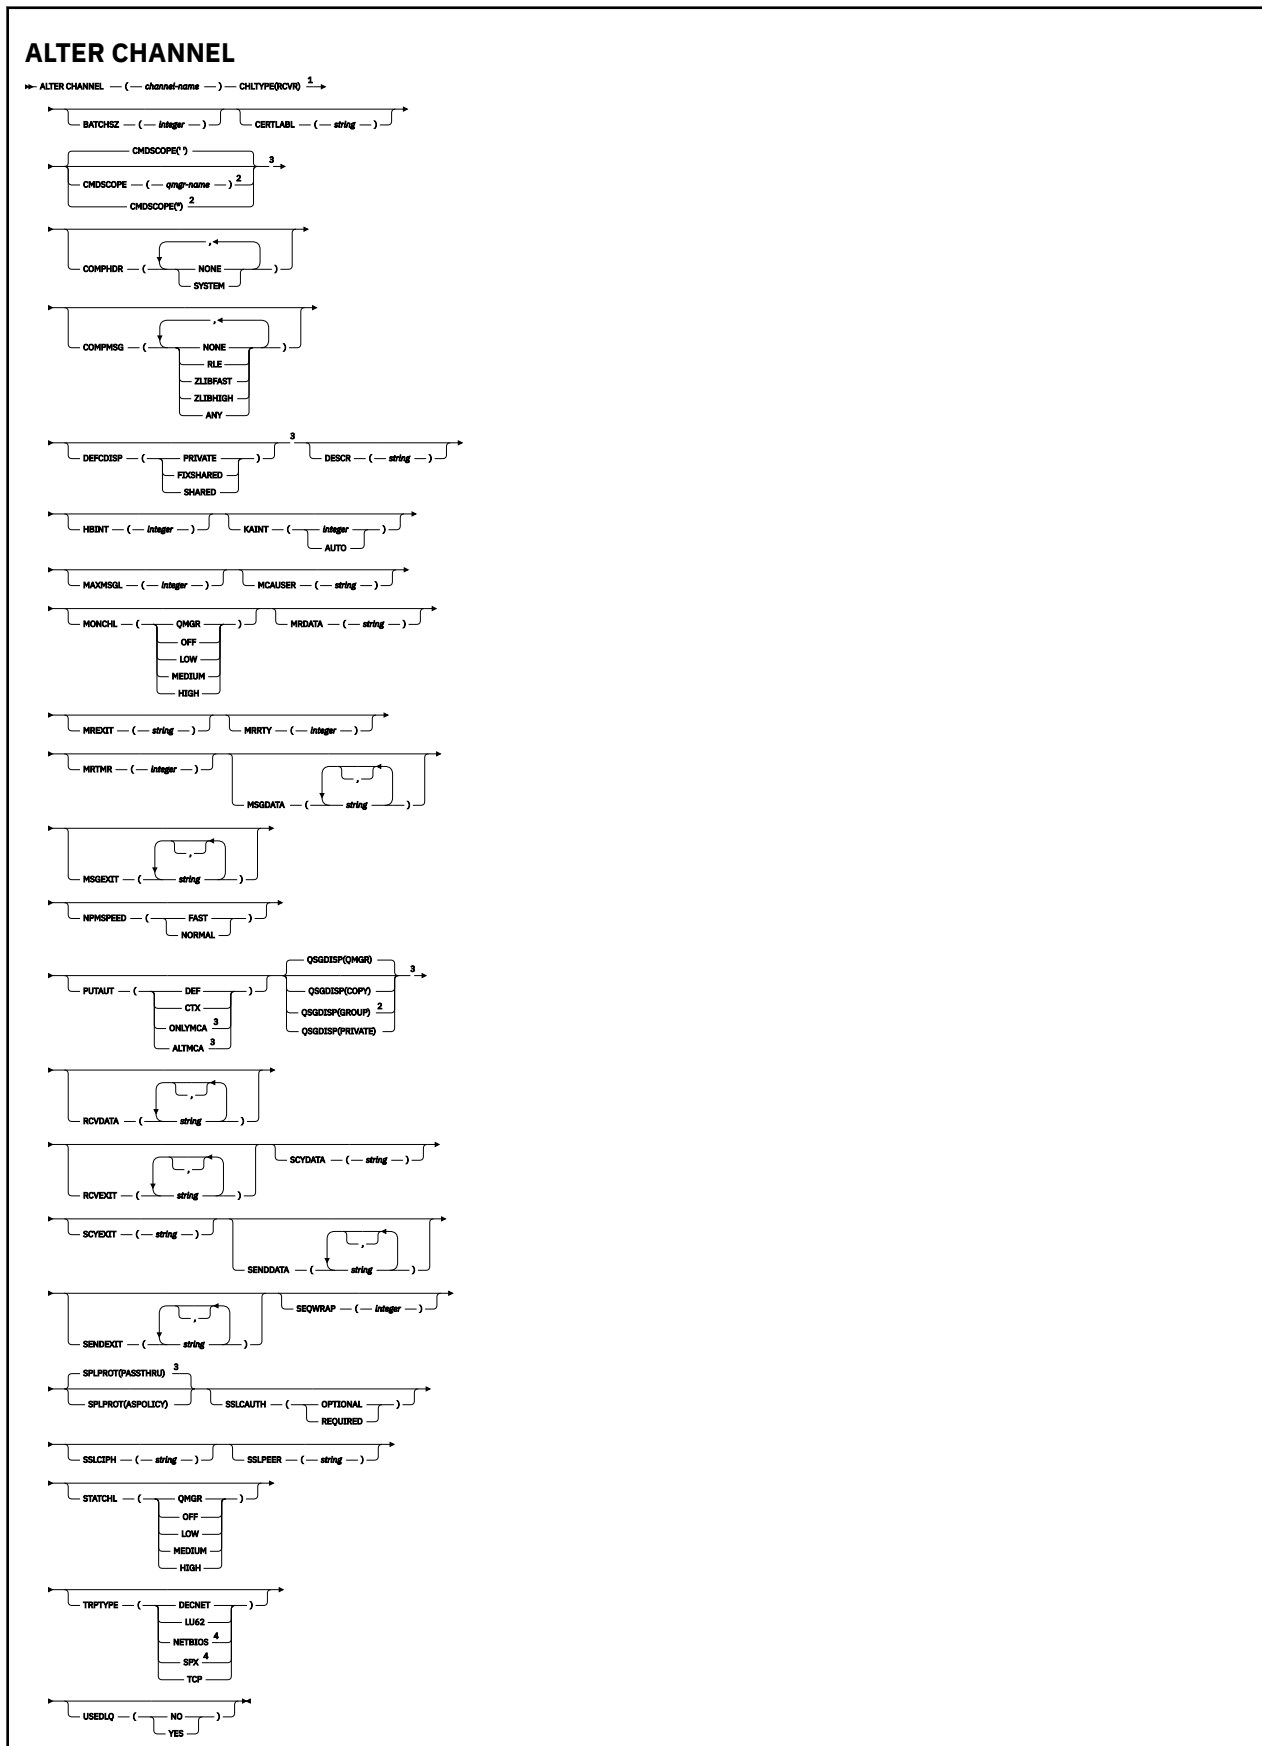 ALTER CHANNEL
ALTER CHANNEL ( channel-name ) CHLTYPE(RCVR) 1
BATCHSZ ( integer ) CERTLABL ( string )
CMDSCOPE(' ') 3
CMDSCOPE ( qmgr-name ) 2
CMDSCOPE(*) 2
,
COMPHDR ( NONE )
SYSTEM
,
COMPMSG ( NONE )
RLE
ZLIBFAST
ZLIBHIGH
ANY
DEFCDISP ( PRIVATE ) 3 DESCR ( string )
FIXSHARED
SHARED
HBINT ( integer ) KAINT ( integer )
AUTO
MAXMSGL ( integer ) MCAUSER ( string )
MONCHL ( QMGR ) MRDATA ( string )
OFF
LOW
MEDIUM
HIGH
MREXIT ( string ) MRRTY ( integer )
MRTMR ( integer ) MSGDATA ( , string )
,
MSGEXIT ( string )
NPMSPEED ( FAST )
NORMAL
QSGDISP(QMGR) 3
PUTAUT ( DEF ) QSGDISP(COPY)
CTX QSGDISP(GROUP) 2
ONLYMCA 3 QSGDISP(PRIVATE)
ALTMCA 3
,
RCVDATA ( string )
SCYDATA ( string )
,
RCVEXIT ( string )
SCYEXIT ( string )
,
SENDDATA ( string )
SEQWRAP ( integer )
,
SENDEXIT ( string )
SPLPROT(PASSTHRU) 3
SPLPROT(ASPOLICY) SSLCAUTH ( OPTIONAL )
REQUIRED
SSLCIPH ( string ) SSLPEER ( string )
STATCHL ( QMGR )
OFF
LOW
MEDIUM
HIGH
TRPTYPE ( DECNET )
LU62
NETBIOS 4
SPX 4
TCP
USEDLQ ( NO )
YES